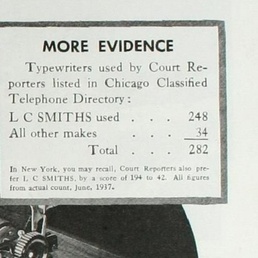 MORE EVIDENCE
Typewriters used by Court Re-
porters listed in Chicago Classified
Telephone Directory:
L C SMITHS used . . . 248
All other makes . . . 34
Total . . . 282
In New York, you may recall, Court Reporters also pre-
fer L C SMITHS, by a score of 194 to 42. All figures
from actual count, June, 1937.